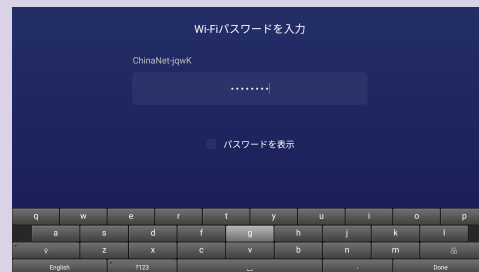 Wi-Fiパスワードを入力
ChinaNet-jqwK
••••••••
パスワードを表示
q w e r t y u i o p
a s d f g h j k l
z x c v b n m
English ?123 . Done